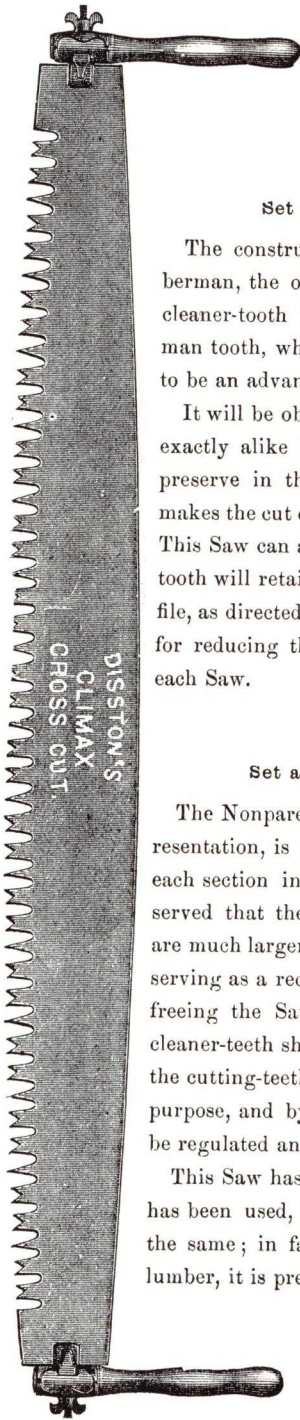 DISSTON'S
CLIMAX
CROSS CUT.
Set
The constru
berman, the o
cleaner-tooth
man tooth, wh
to be an advan
It will be ob
exactly alike
preserve in th
makes the cut
This Saw can a
tooth will retai
file, as directed
for reducing th
each Saw.
Set a
The Nonpare
resentation, is
each section in
served that the
are much larger
serving as a rec
freeing the Sa
cleaner-teeth sh
the cutting-teet
purpose, and by
be regulated an
This Saw has
has been used,
the same; in fa
lumber, it is pre